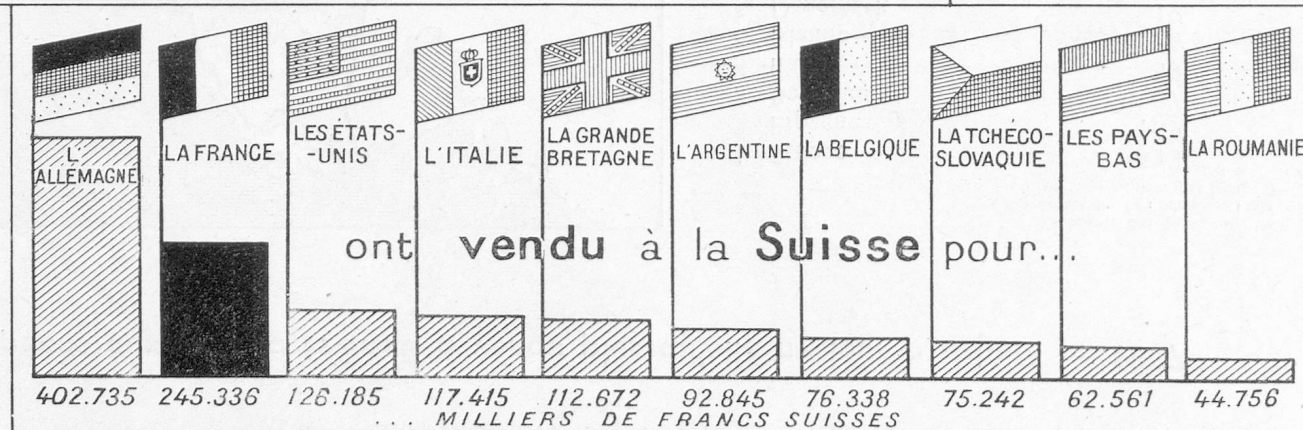 L'
ALLEMAGNE
LA FRANCE
LES ÉTATS-
-UNIS
L'ITALIE
LA GRANDE
BRETAGNE
L'ARGENTINE
LA BELGIQUE
LA TCHÉCO-
SLOVAQUIE
LES PAYS-
BAS
LA ROUMANIE
ont vendu à la Suisse pour...
402.735 245.336 126.185 117.415 112.672 92.845 76.338 75.242 62.561 44.756
... MILLIERS DE FRANCS SUISSES